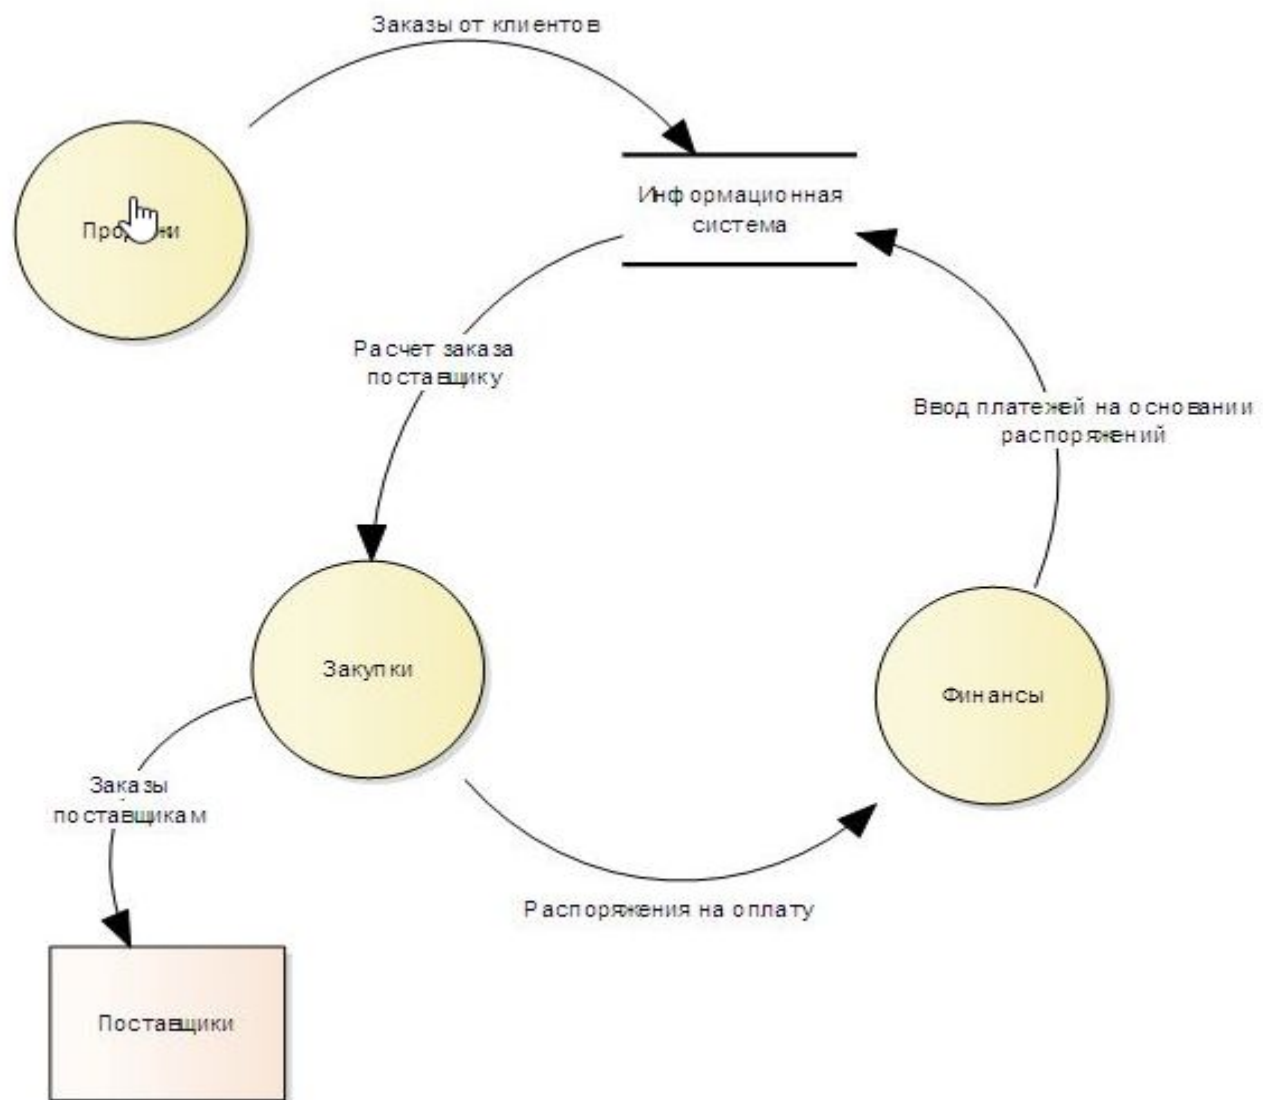 Заказы от клиентов
Информационная
система
Расчет заказа
поставщику
Ввод платежей на основании
распоряжений
Закупки
Финансы
Заказы
поставщикам
Распоряжения на оплату
Поставщики